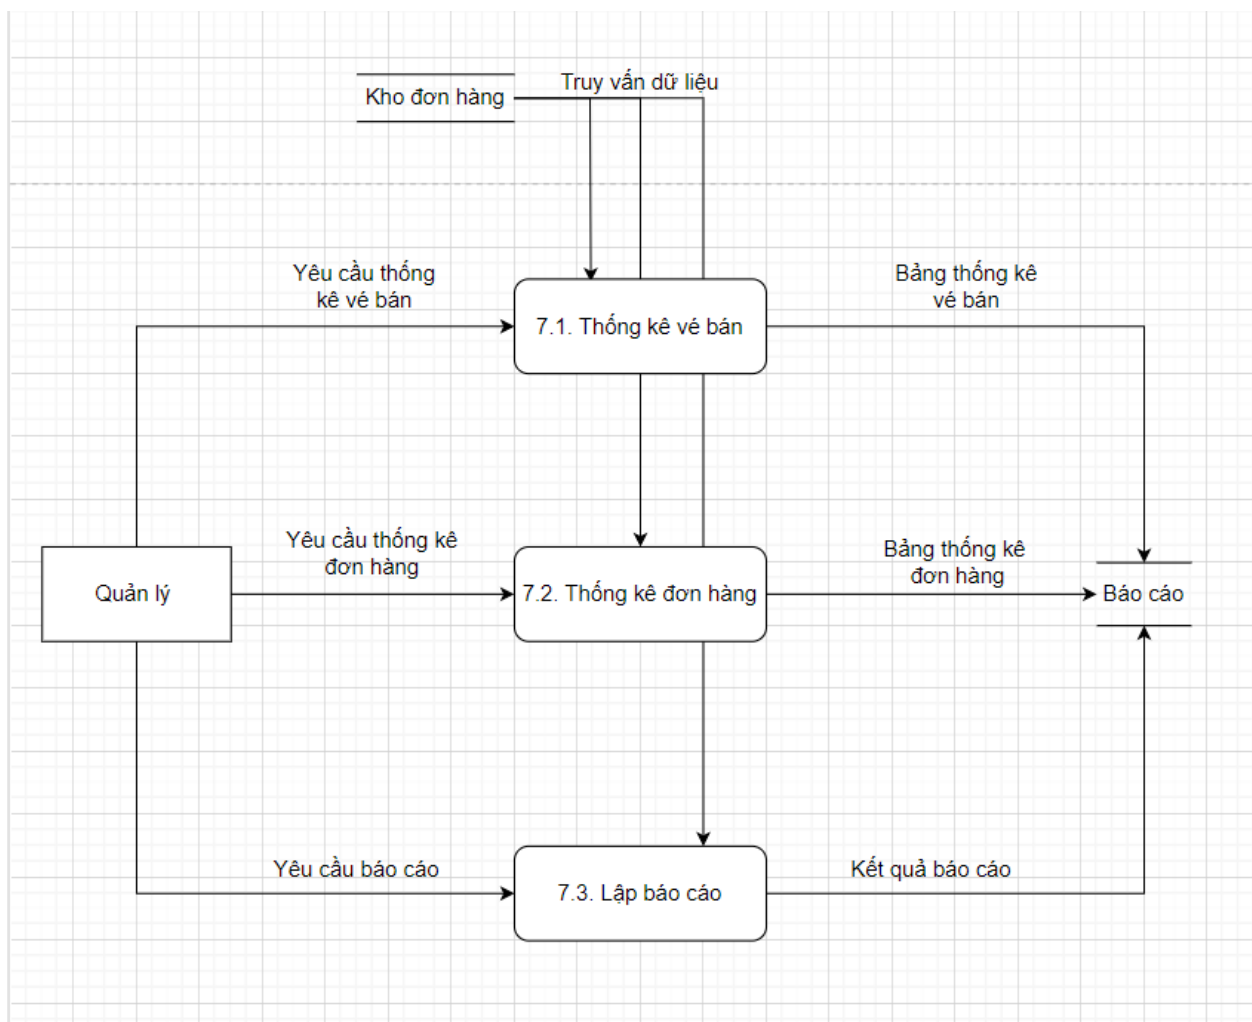 Truy vấn dữ liệu
Kho đơn hàng
Yêu cầu thống
kê vé bán
Bảng thống kê
vé bán
7.1. Thống kê vé bán
Yêu cầu thống kê
đơn hàng
Bảng thống kê
đơn hàng
Quản lý
7.2. Thống kê đơn hàng
Báo cáo
Yêu cầu báo cáo
Kết quả báo cáo
7.3. Lập báo cáo